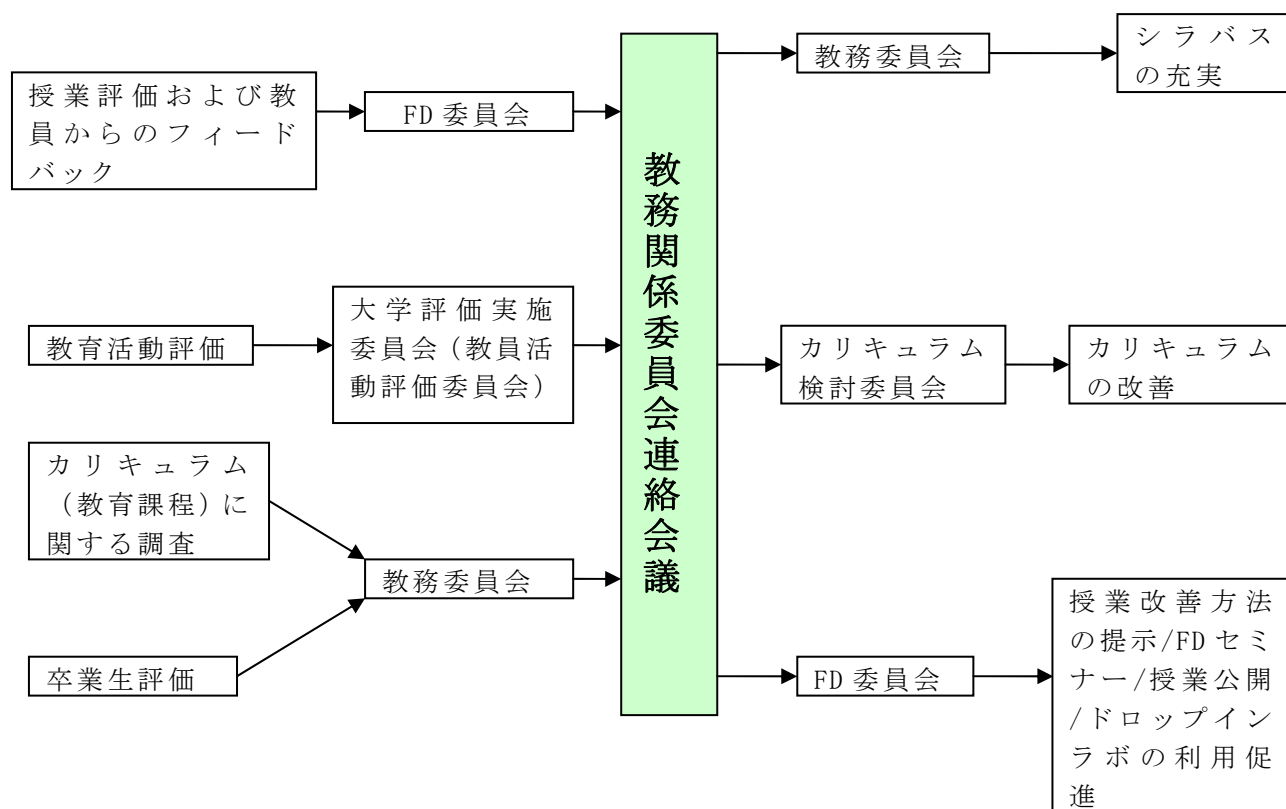 授業評価および教
員からのフィード
バック
FD 委員会
教育活動評価
大学評価実施
委員会（教員活
動評価委員会）
カリキュラム
（教育課程）に
関する調査
教務委員会
卒業生評価
教務関係委員会連絡会議
教務委員会
シラバス
の充実
カリキュラム
検討委員会
カリキュラム
の改善
FD 委員会
授業改善方法
の提示/FD セミ
ナー/授業公開
/ドロップイン
ラボの利用促
進